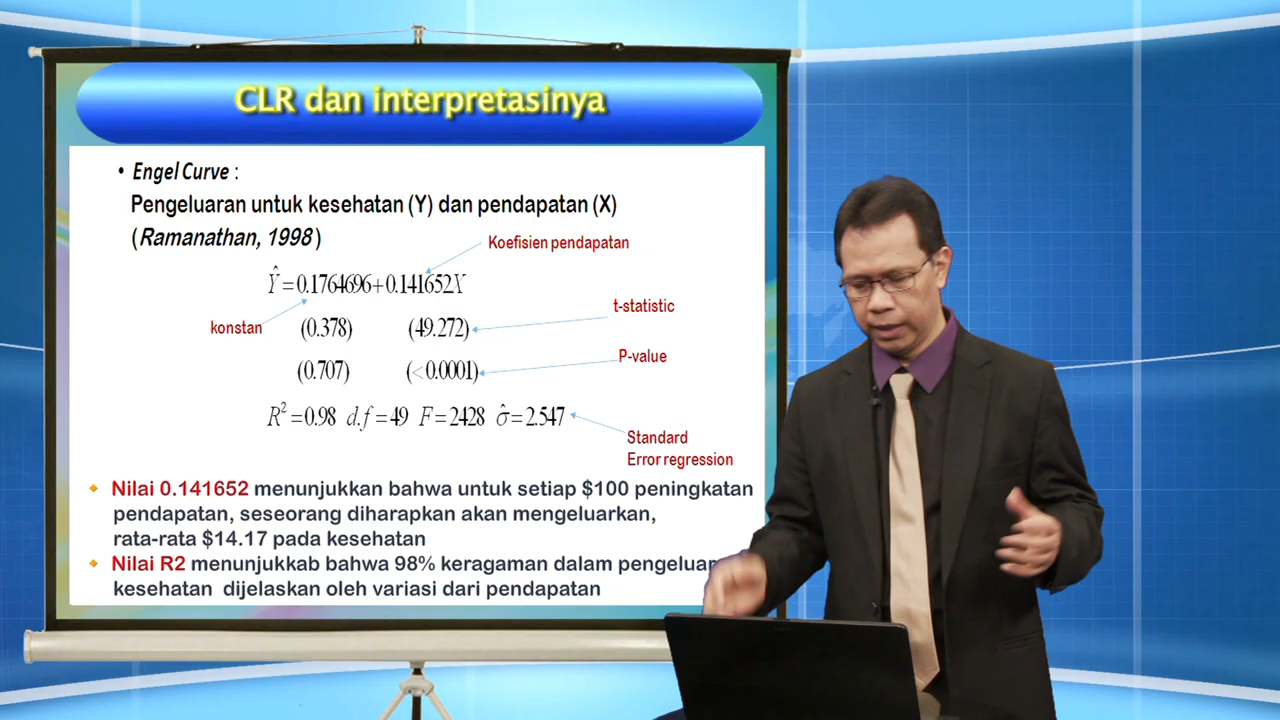 CLR dan interpretasinya
• Engel Curve :
Pengeluaran untuk kesehatan (Y) dan pendapatan (X)
(Ramanathan, 1998 )
Koefisien pendapatan
Ŷ = 0.1764696 + 0.141652X
t-statistic
konstan (0.378) (49.272)
P-value
(0.707) (<0.0001)
R² = 0.98 d.f = 49 F = 2428 σ̂ = 2.547
Standard
Error regression
Nilai 0.141652 menunjukkan bahwa untuk setiap $100 peningkatan
pendapatan, seseorang diharapkan akan mengeluarkan,
rata-rata $14.17 pada kesehatan
Nilai R2 menunjukkab bahwa 98% keragaman dalam
kesehatan dijelaskan oleh variasi dari pendapatan